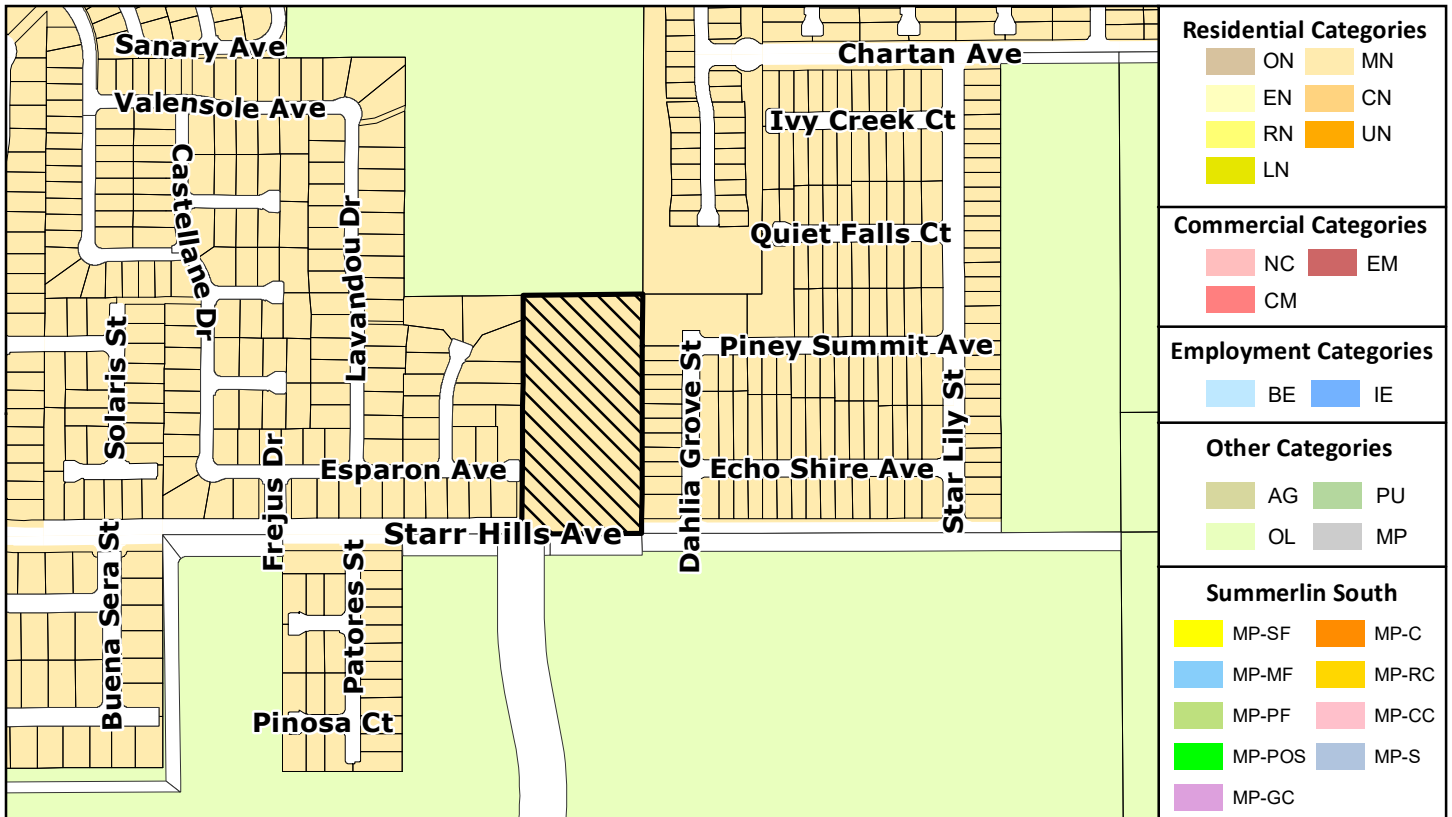 Sanary Ave
Chartan Ave
Valensole Ave
Ivy Creek Ct
Castellane Dr
Lavandou Dr
Quiet Falls Ct
Solaris St
Piney Summit Ave
Dahlia Grove St
Star Lily St
Frejus Dr
Esparon Ave
Echo Shire Ave
Starr Hills Ave
Buena Sera St
Patores St
Pinosa Ct
Residential Categories
ON MN
EN CN
RN UN
LN
Commercial Categories
NC EM
CM
Employment Categories
BE IE
Other Categories
AG PU
OL MP
Summerlin South
MP-SF MP-C
MP-MF MP-RC
MP-PF MP-CC
MP-POS MP-S
MP-GC